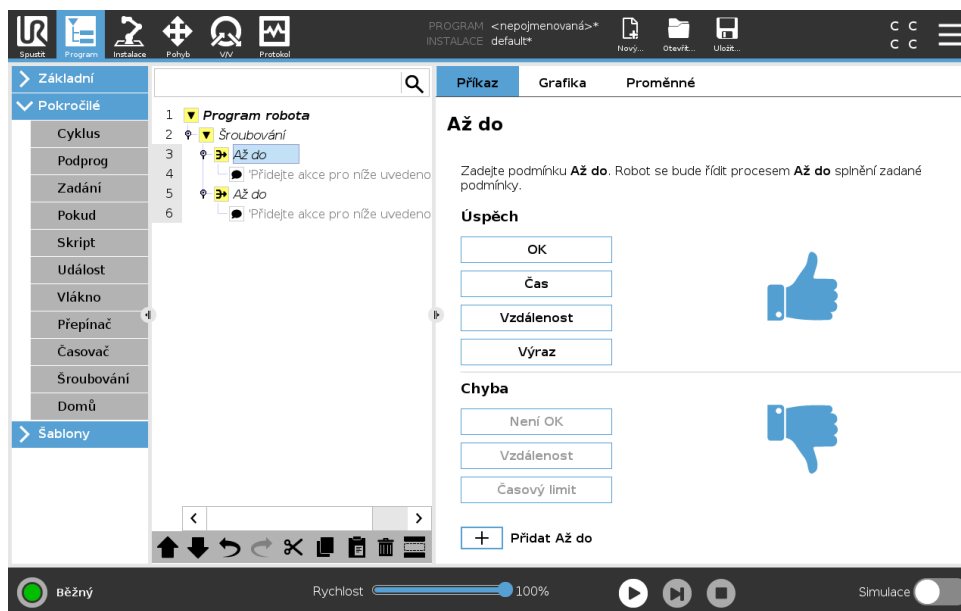 PROGRAM <nepojmenovaná>*
INSTALACE default*
Spustit
Program
Instalace
Pohyb
V/V
Protokol
Nový...
Otevřít...
Uložit...
C C
C C
Základní
Pokročilé
Cyklus
Podprog
Zadání
Pokud
Skript
Událost
Vlákno
Přepínač
Časovač
Šroubování
Domů
Šablony
1 Program robota
2 Šroubování
3 Až do
4 'Přidejte akce pro níže uvedeno
5 Až do
6 'Přidejte akce pro níže uvedeno
Příkaz
Grafika
Proměnné
Až do
Zadejte podmínku Až do. Robot se bude řídit procesem Až do splnění zadané
podmínky.
Úspěch
OK
Čas
Vzdálenost
Výraz
Chyba
Není OK
Vzdálenost
Časový limit
Přidat Až do
Běžný
Rychlost
100%
Simulace